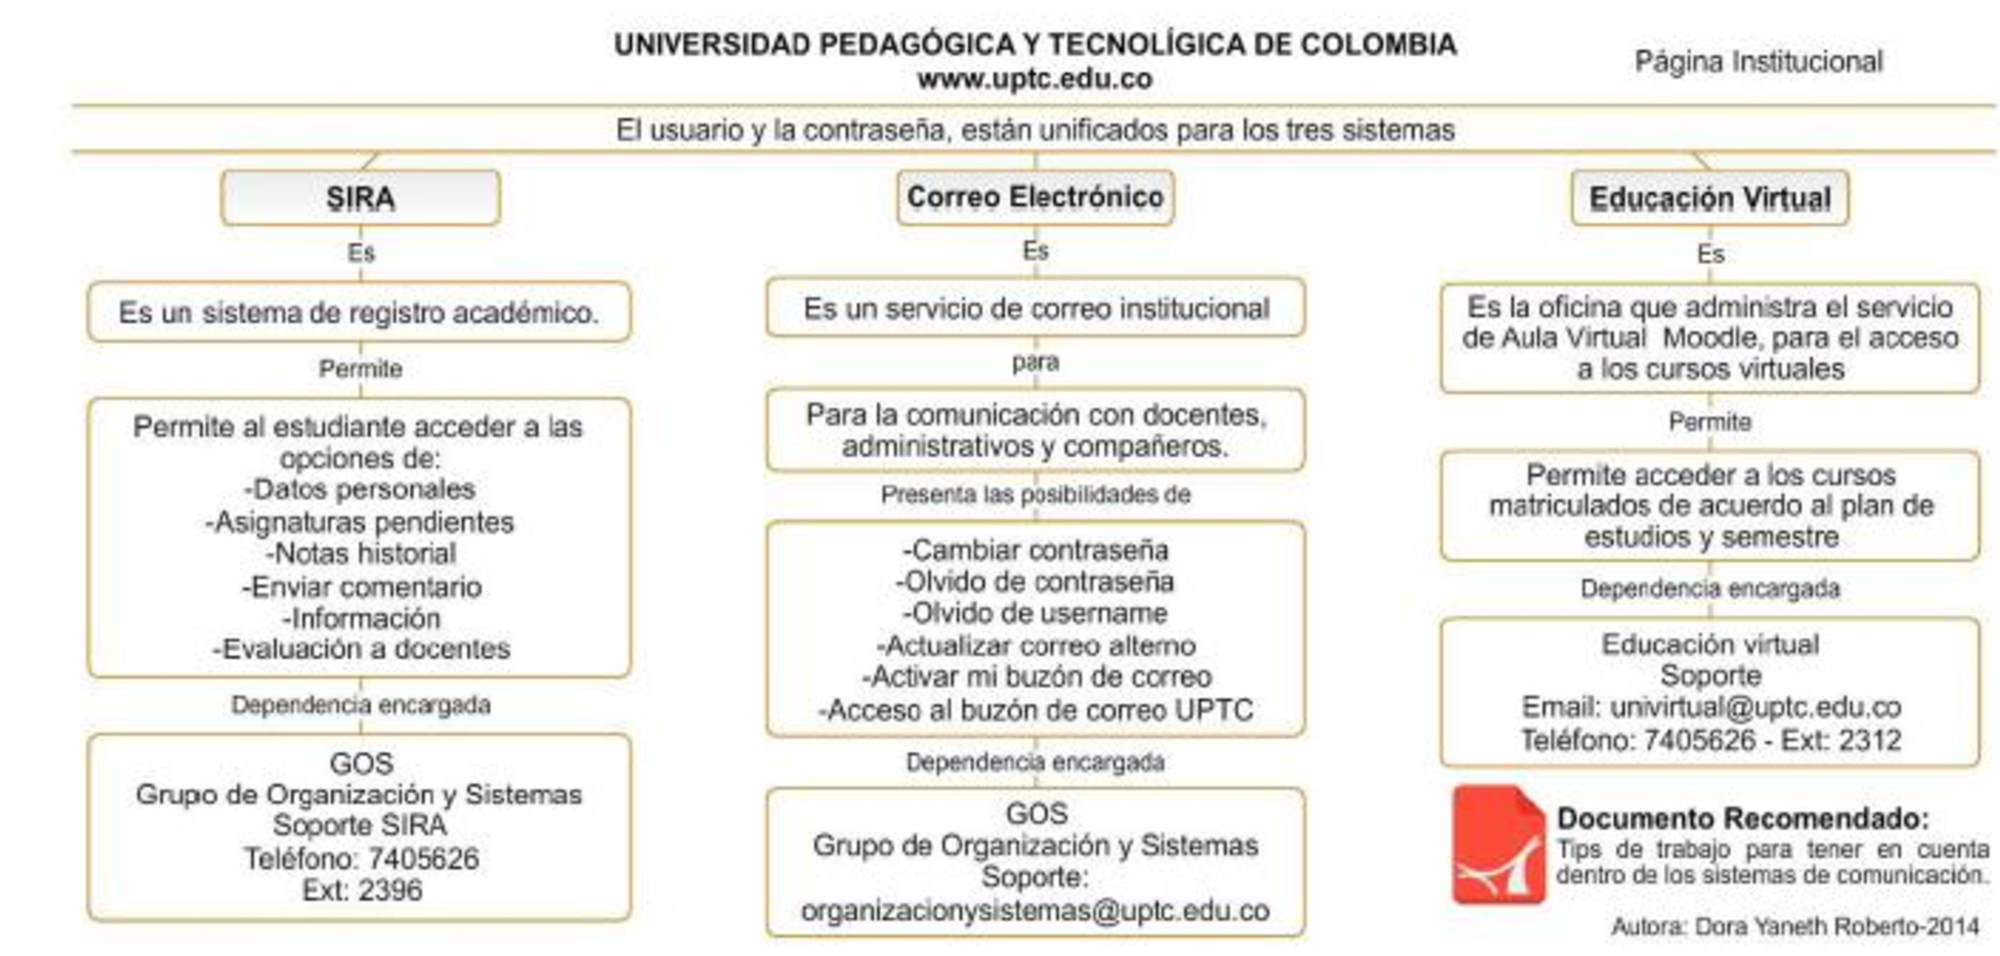 UNIVERSIDAD PEDAGÓGICA Y TECNOLÍGICA DE COLOMBIA
www.uptc.edu.co
Página Institucional
El usuario y la contraseña, están unificados para los tres sistemas
SIRA
Es
Es un sistema de registro académico.
Permite
Permite al estudiante acceder a las
opciones de:
-Datos personales
-Asignaturas pendientes
-Notas historial
-Enviar comentario
-Información
-Evaluación a docentes
Dependencia encargada
GOS
Grupo de Organización y Sistemas
Soporte SIRA
Teléfono: 7405626
Ext: 2396
Correo Electrónico
Es
Es un servicio de correo institucional
para
Para la comunicación con docentes,
administrativos y compañeros.
Presenta las posibilidades de
-Cambiar contraseña
-Olvido de contraseña
-Olvido de username
-Actualizar correo alterno
-Activar mi buzón de correo
-Acceso al buzón de correo UPTC
Dependencia encargada
GOS
Grupo de Organización y Sistemas
Soporte:
organizacionysistemas@uptc.edu.co
Educación Virtual
Es
Es la oficina que administra el servicio
de Aula Virtual Moodle, para el acceso
a los cursos virtuales
Permite
Permite acceder a los cursos
matriculados de acuerdo al plan de
estudios y semestre
Dependencia encargada
Educación virtual
Soporte
Email: univirtual@uptc.edu.co
Teléfono: 7405626 - Ext: 2312
Documento Recomendado:
Tips de trabajo para tener en cuenta
dentro de los sistemas de comunicación.
Autora: Dora Yaneth Roberto-2014